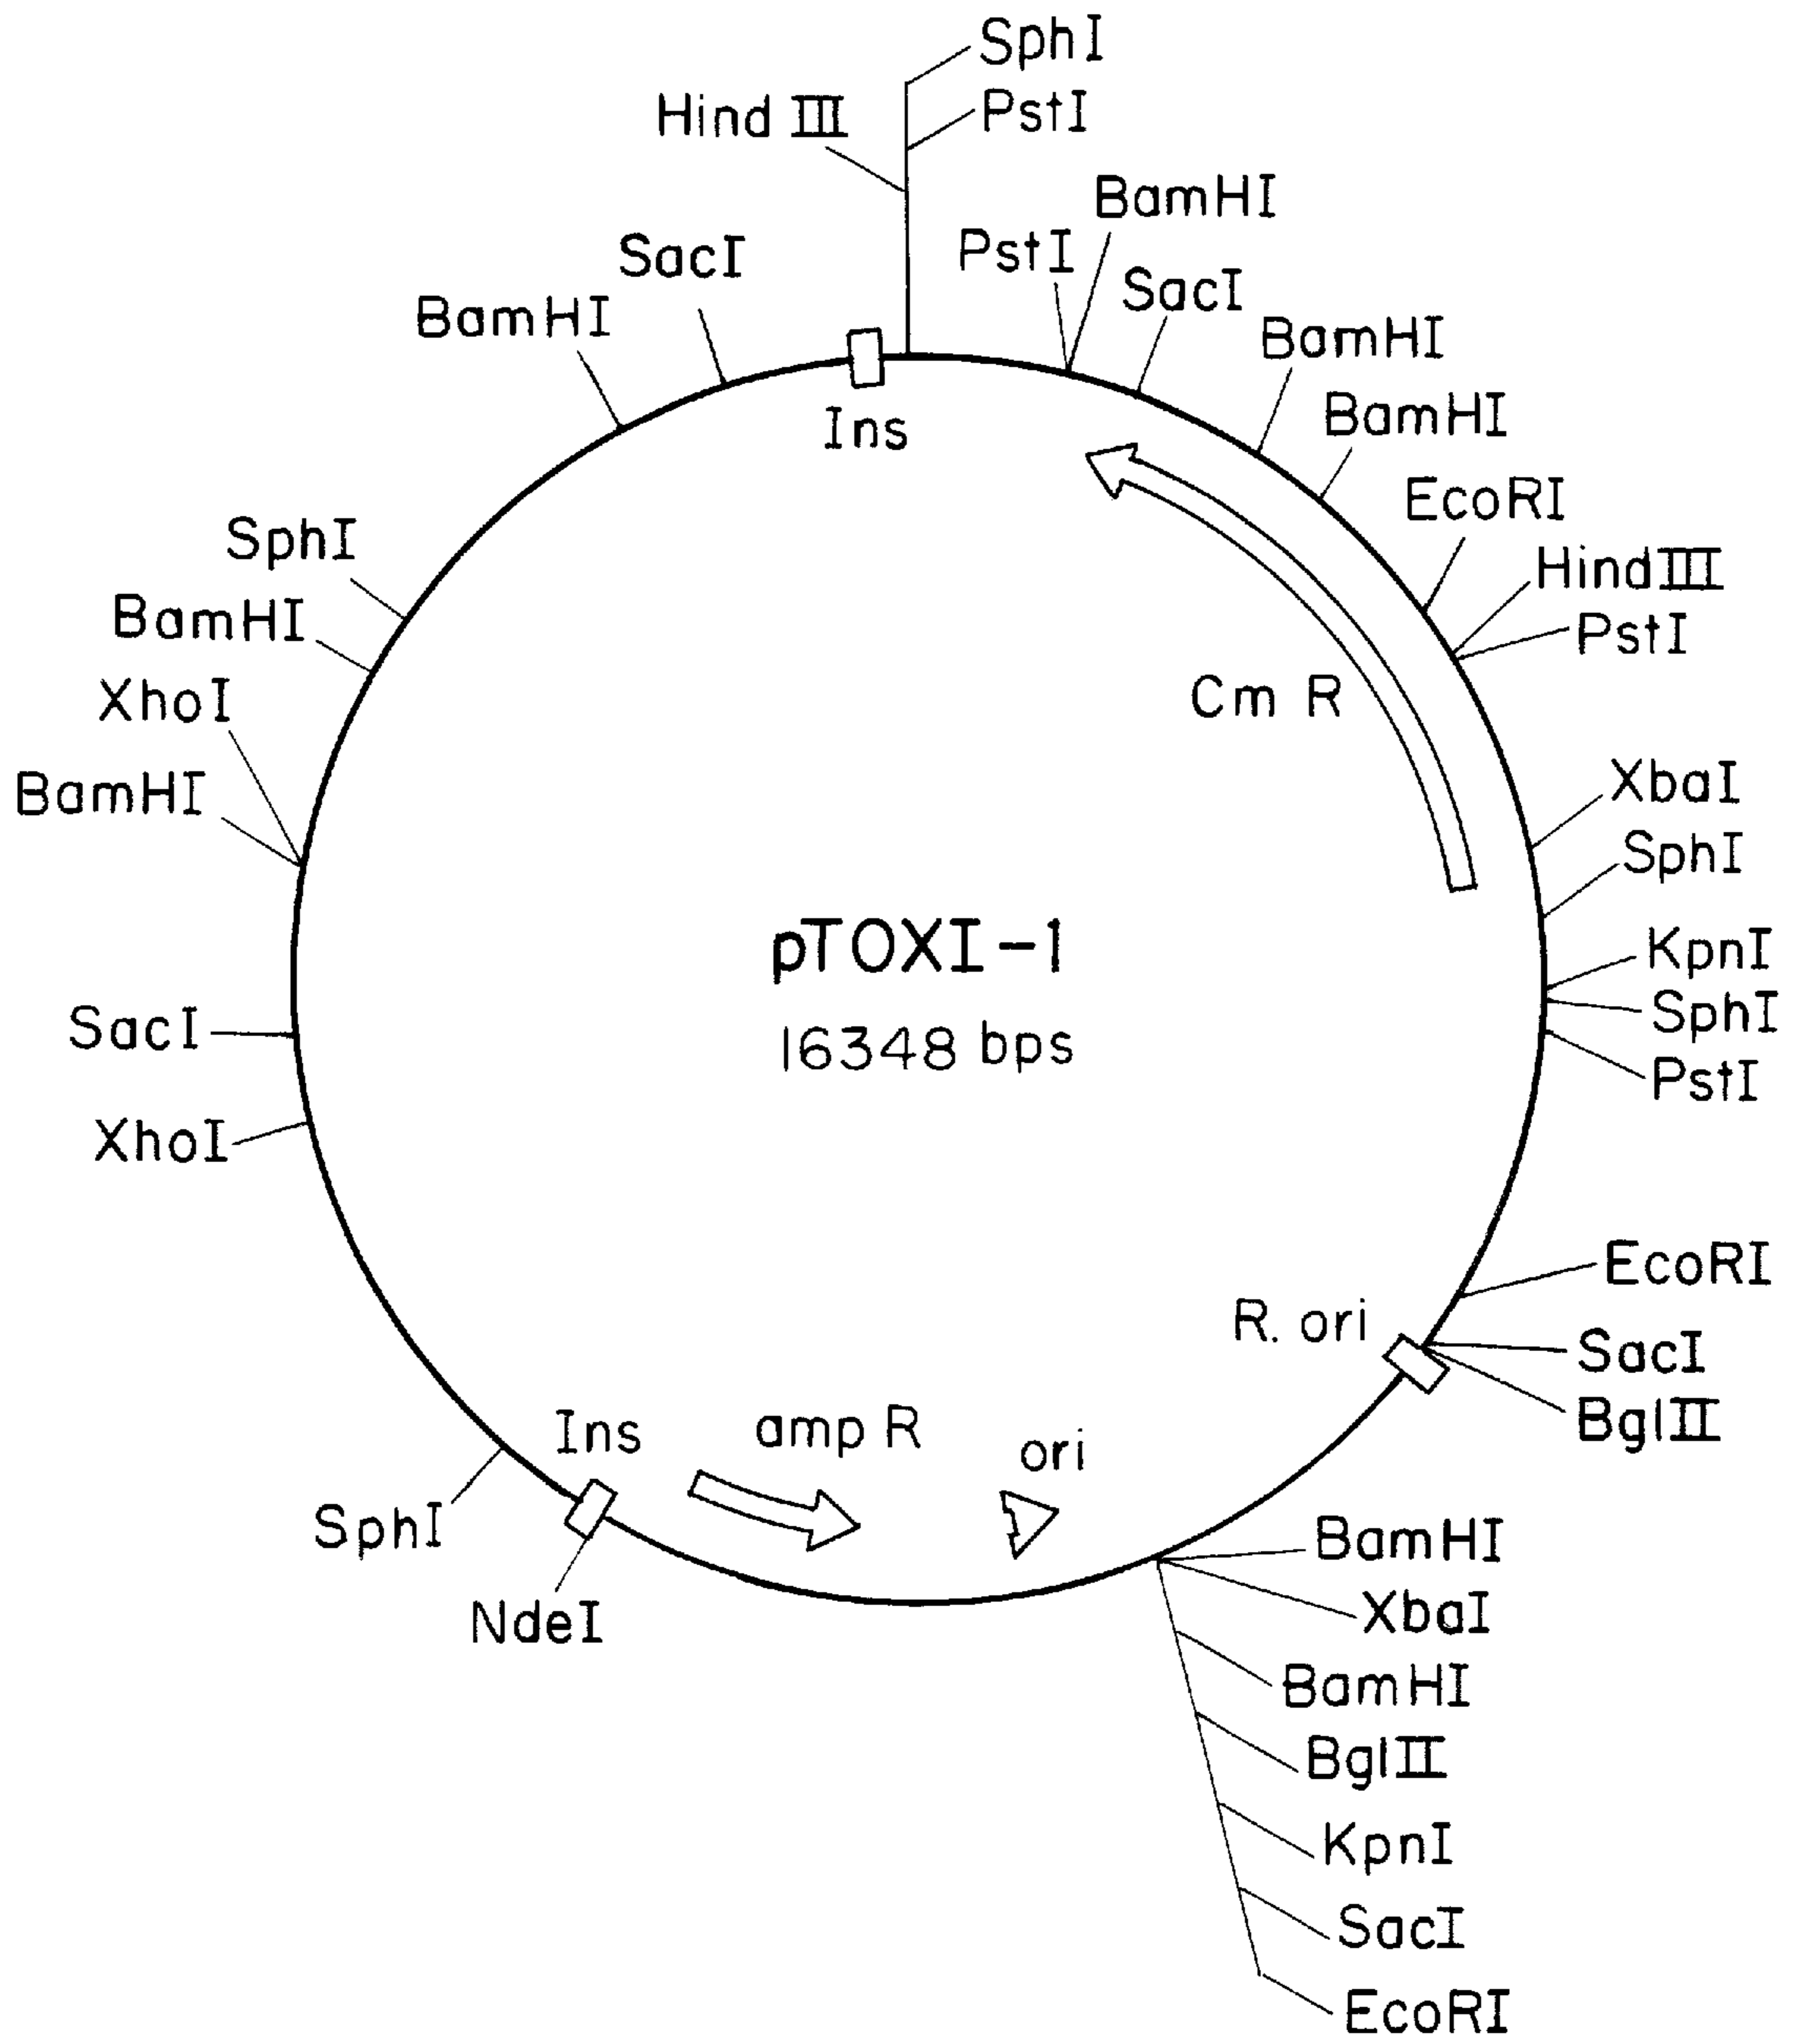 SphI
PstI
Hind III
BamHI
PstI
SacI
SacI
BamHI
BamHI
BamHI
Ins
EcoRI
SphI
HindIII
BamHI
PstI
XhoI
Cm R
BamHI
XbaI
SphI
pTOXI-1
KpnI
SacI
SphI
16348 bps
PstI
XhoI
EcoRI
R. ori
SacI
BglII
Ins
amp R
ori
SphI
BamHI
NdeI
XbaI
BamHI
BglII
KpnI
SacI
EcoRI